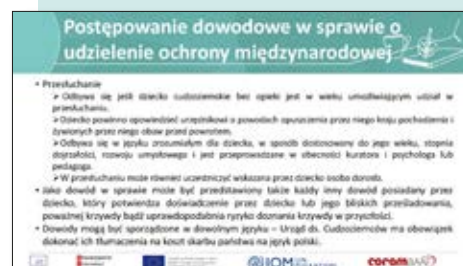 Postępowanie dowodowe w sprawie o
udzielenie ochrony międzynarodowej
• Przesłuchanie
➢ Odbywa się jeśli dziecko cudzoziemskie bez opieki jest w wieku umożliwiającym udział w
przesłuchaniu.
➢ Dziecko powinno opowiedzieć urzędnikowi o powodach opuszczenia przez niego kraju pochodzenia i
żywionych przez niego obaw przed powrotem.
➢ Odbywa się w języku zrozumiałym dla dziecka, w sposób dostosowany do jego wieku, stopnia
dojrzałości, rozwoju umysłowego i jest przeprowadzane w obecności kuratora i psychologa lub
pedagoga.
➢ W przesłuchaniu może również uczestniczyć wskazana przez dziecko osoba dorosła.
• Jako dowód w sprawie może być przedstawiony także każdy inny dowód posiadany przez
dziecko, który potwierdza doświadczenie przez dziecko lub jego bliskich prześladowania,
poważnej krzywdy bądź uprawdopodabnia ryzyko doznania krzywdy w przyszłości.
• Dowody mogą być sporządzone w dowolnym języku – Urząd ds. Cudzoziemców ma obowiązek
dokonać ich tłumaczenia na koszt skarbu państwa na język polski.
IOM
coram